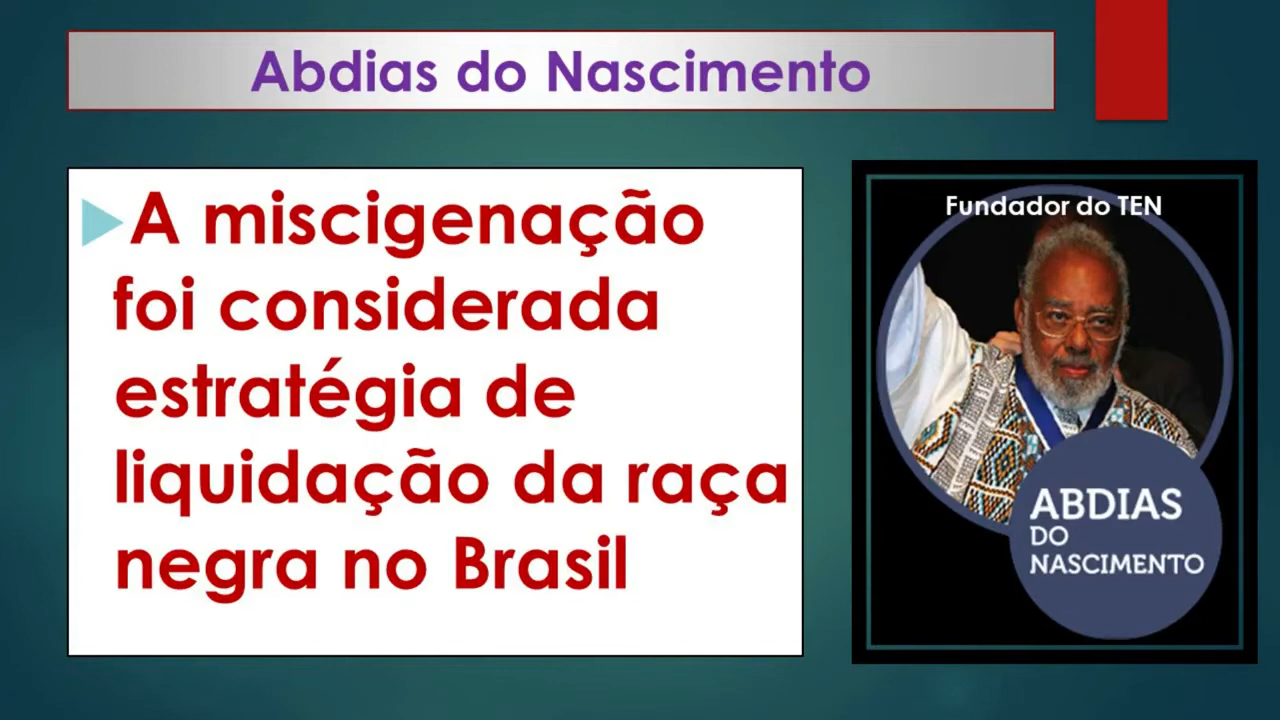 Abdias do Nascimento
A miscigenação
foi considerada
estratégia de
liquidação da raça
negra no Brasil
Fundador do TEN
ABDIAS
DO
NASCIMENTO